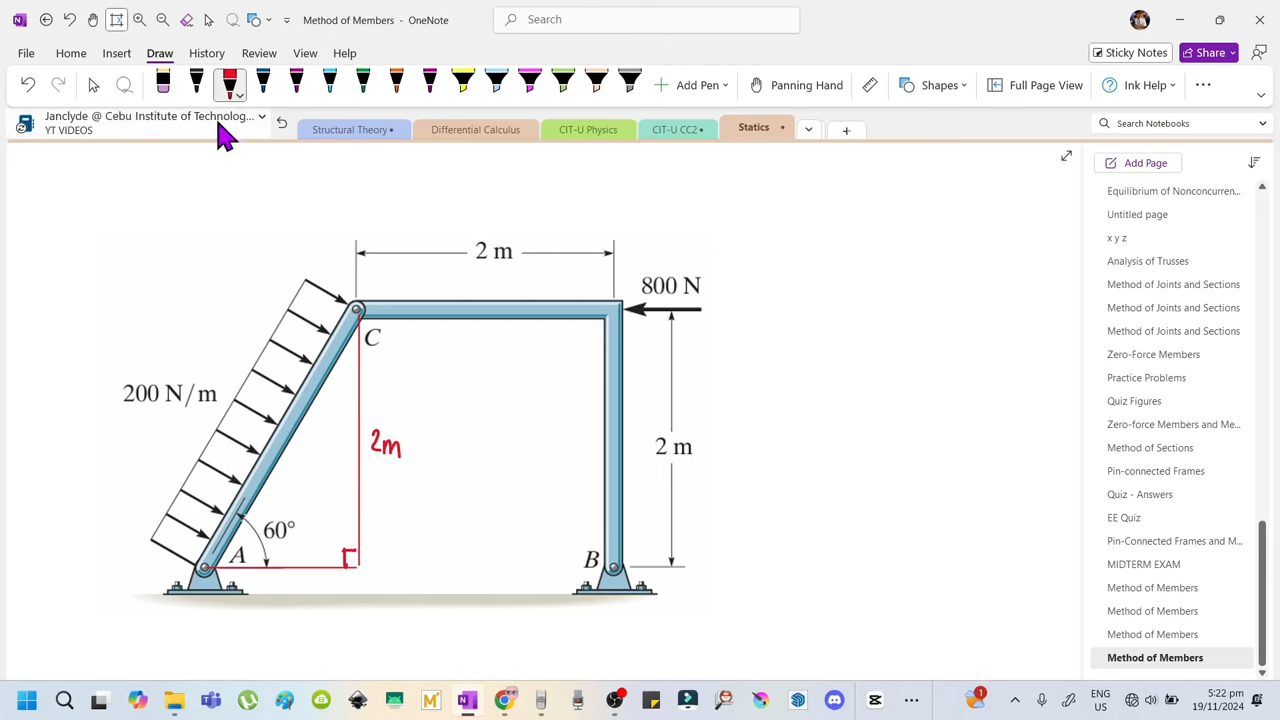 Method of Members - OneNote
Search
File Home Insert Draw History Review View Help
Sticky Notes
Share
Add Pen
Panning Hand
Shapes
Ink Help
Full Page View
Janclyde @ Cebu Institute of Technolog...
YT VIDEOS
Structural Theory
Differential Calculus
CIT-U Physics
CIT-U CC2
Statics
Search Notebooks
Add Page
Equilibrium of Nonconcurren...
Untitled page
x y z
Analysis of Trusses
Method of Joints and Sections
Method of Joints and Sections
Method of Joints and Sections
Zero-Force Members
Practice Problems
Quiz Figures
Zero-force Members and Me...
Method of Sections
Pin-connected Frames
Quiz - Answers
EE Quiz
Pin-Connected Frames and M...
MIDTERM EXAM
Method of Members
Method of Members
Method of Members
Method of Members
2 m
800 N
C
200 N/m
2m
2 m
60°
A
B
ENG
US
5:22 pm
19/11/2024
1